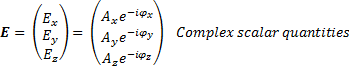 E = (E_x E_y E_z) = (A_x e^{-iφ_x} A_y e^{-iφ_y} A_z e^{-iφ_z}) Complex scalar quantities